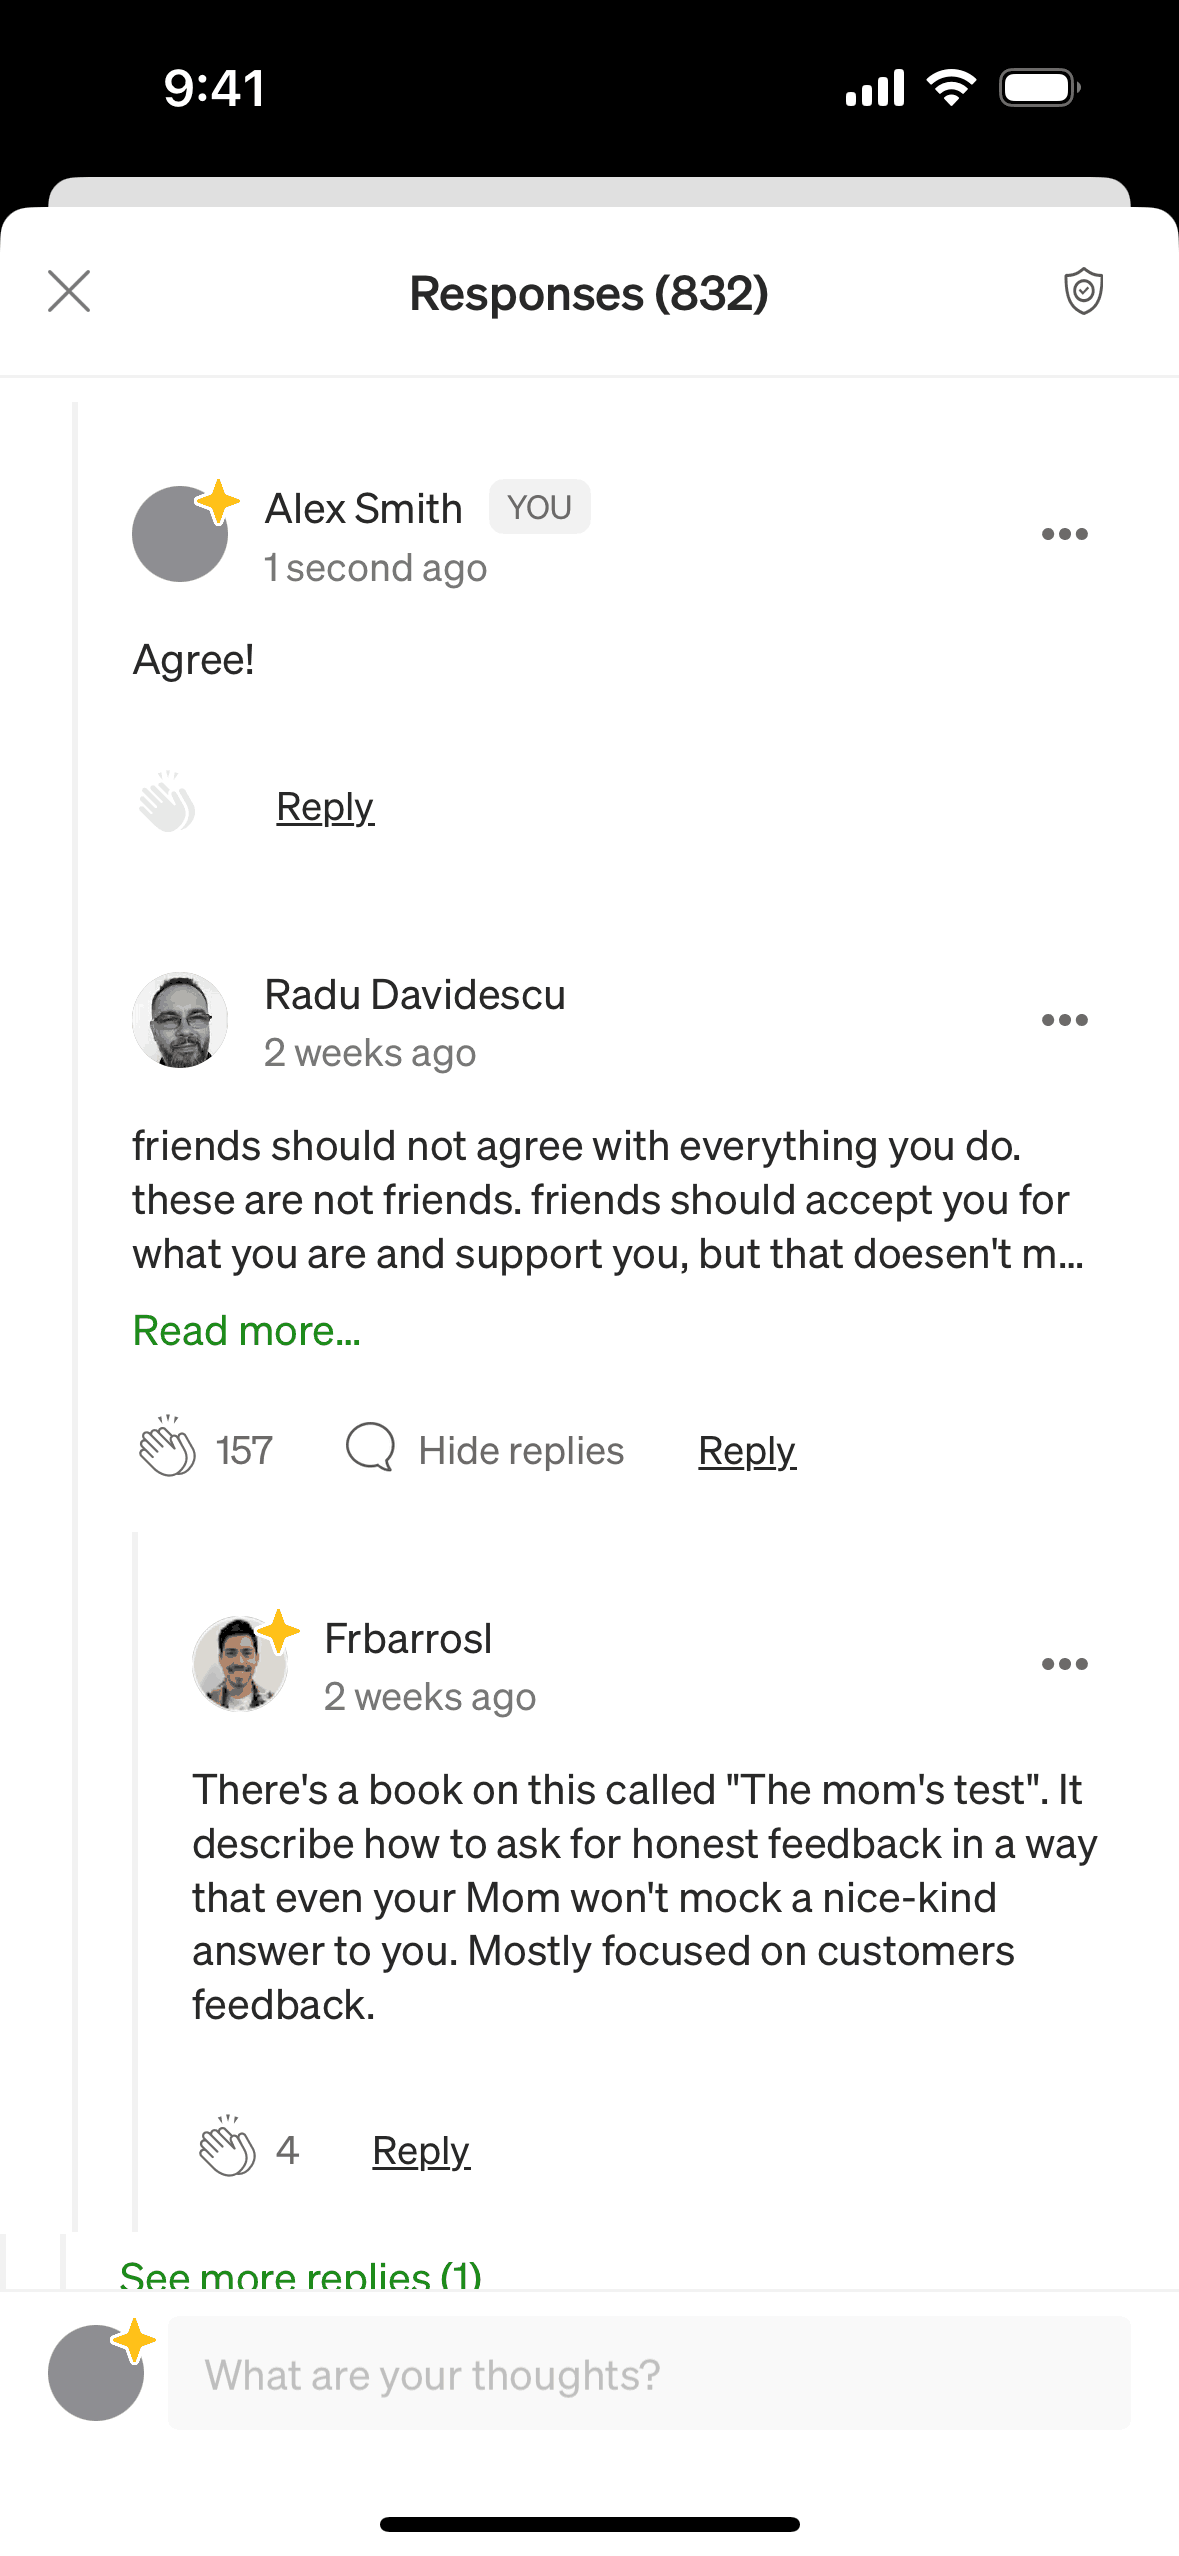 9:41
Responses (832)
Alex Smith YOU
1 second ago
Agree!
Reply
Radu Davidescu
2 weeks ago
friends should not agree with everything you do.
these are not friends. friends should accept you for
what you are and support you, but that doesen't m...
Read more...
157 Hide replies Reply
Frbarrosl
2 weeks ago
There's a book on this called "The mom's test". It
describe how to ask for honest feedback in a way
that even your Mom won't mock a nice-kind
answer to you. Mostly focused on customers
feedback.
4 Reply
See more replies (1)
What are your thoughts?